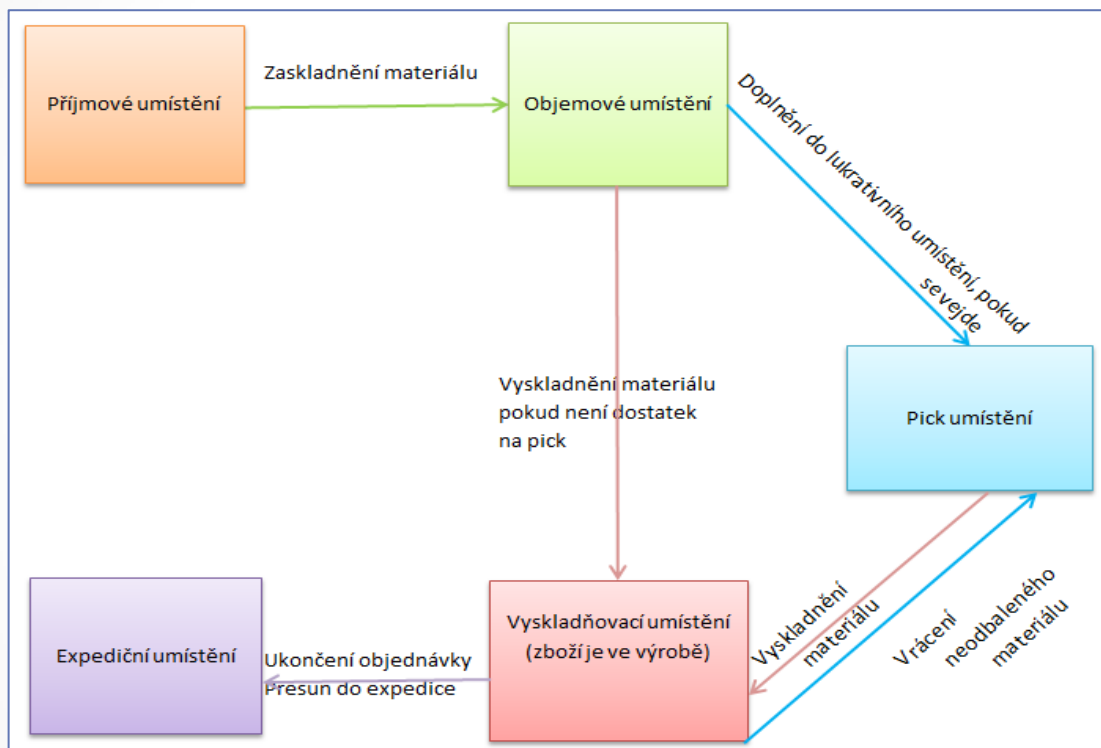 Příjmové umístění
Zaskladnění materiálu
Objemové umístění
Doplnění do lukrativního umístění, pokud
se vejde
Vyskladnění materiálu
pokud není dostatek
na pick
Pick umístění
Expediční umístění
Ukončení objednávky
Přesun do expedice
Vyskladňovací umístění
(zboží je ve výrobě)
Vyskladnění
materiálu
Vrácení
neodbaleného
materiálu